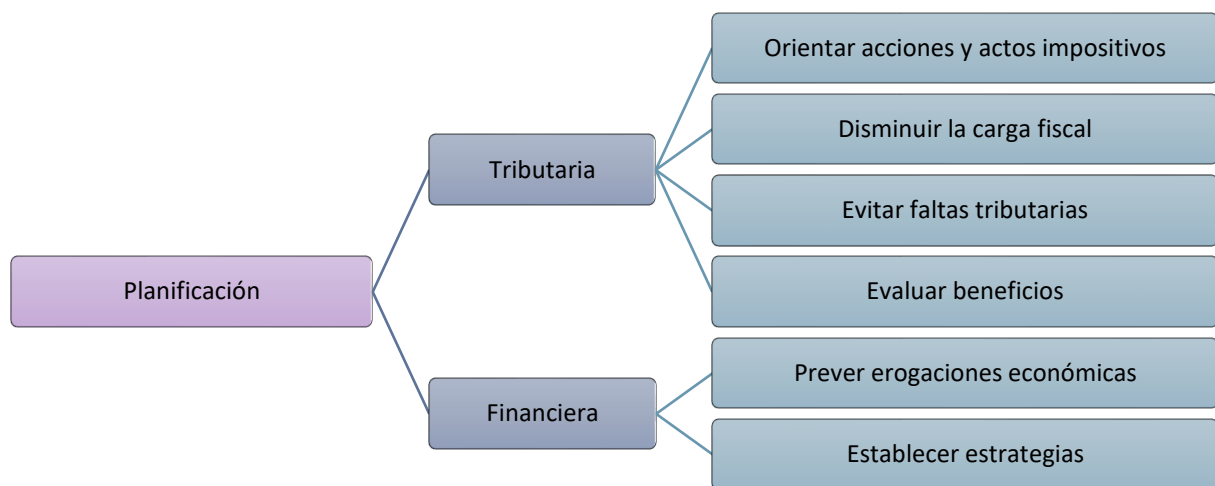 Planificación
Tributaria
Orientar acciones y actos impositivos
Disminuir la carga fiscal
Evitar faltas tributarias
Evaluar beneficios
Financiera
Prever erogaciones económicas
Establecer estrategias